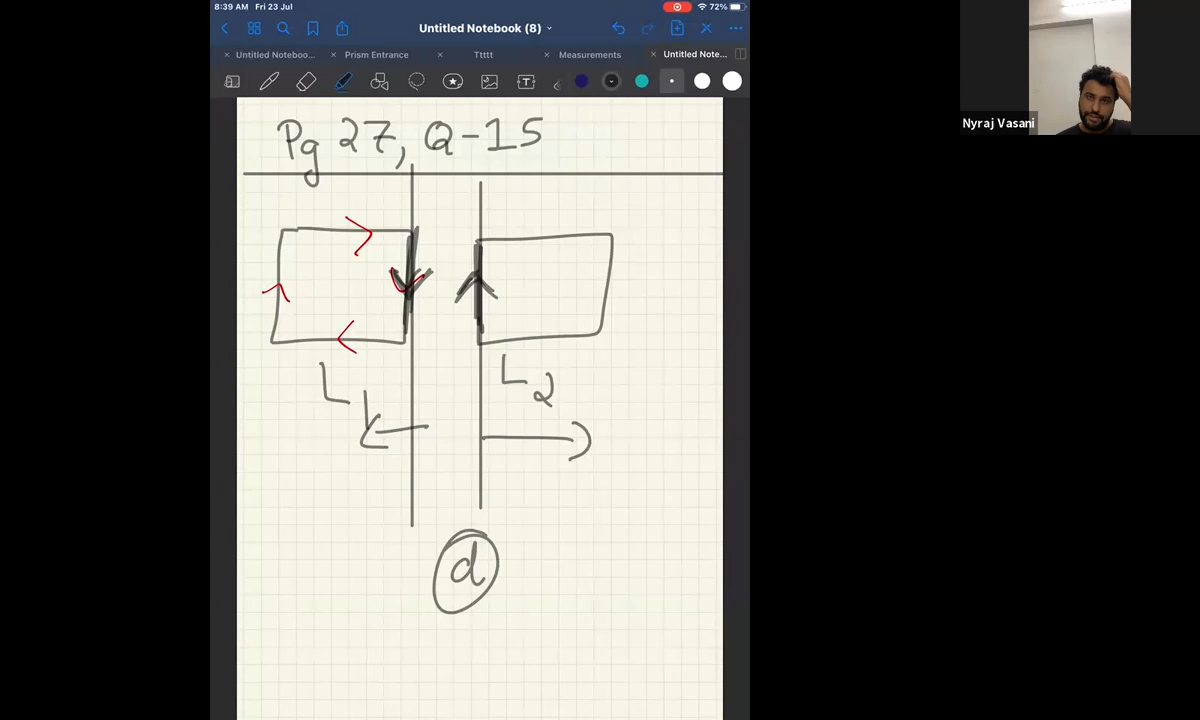 8:39 AM Fri 23 Jul
72%
Untitled Notebook (8)
Untitled Noteboo...
Prism Entrance
Ttttt
Measurements
Untitled Note...
T
Nyraj Vasani
Pg 27, Q-15
L1
L2
d